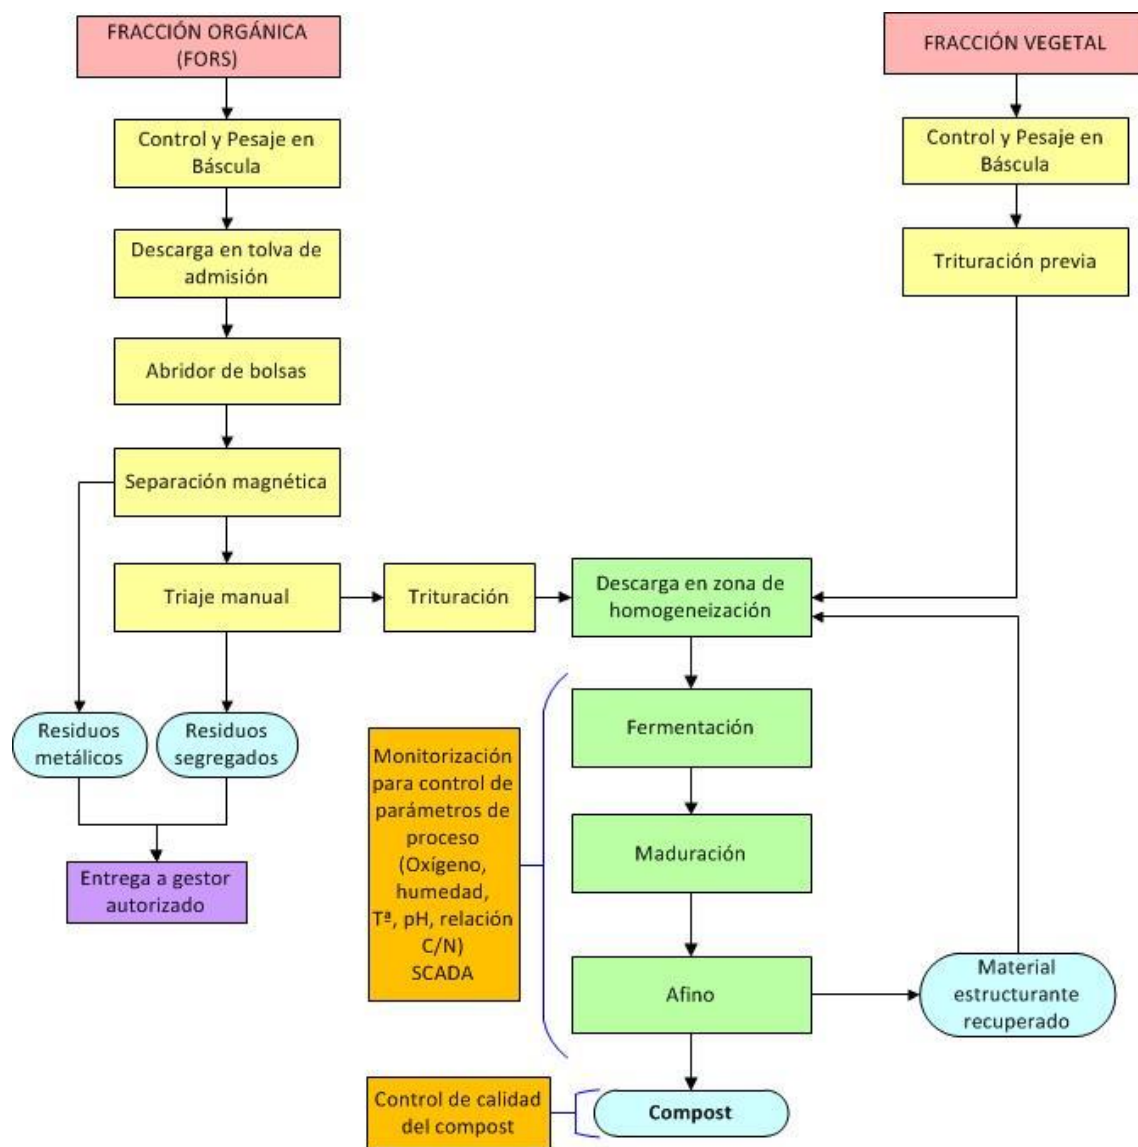 FRACCIÓN ORGÁNICA
(FORS)
FRACCIÓN VEGETAL
Control y Pesaje en
Báscula
Control y Pesaje en
Báscula
Descarga en tolva de
admisión
Trituración previa
Abridor de bolsas
Separación magnética
Triaje manual
Trituración
Descarga en zona de
homogeneización
Residuos
metálicos
Residuos
segregados
Entrega a gestor
autorizado
Fermentación
Monitorización
para control de
parámetros de
proceso
(Oxígeno,
humedad,
Tª, pH, relación
C/N)
SCADA
Maduración
Afino
Material
estructurante
recuperado
Control de calidad
del compost
Compost